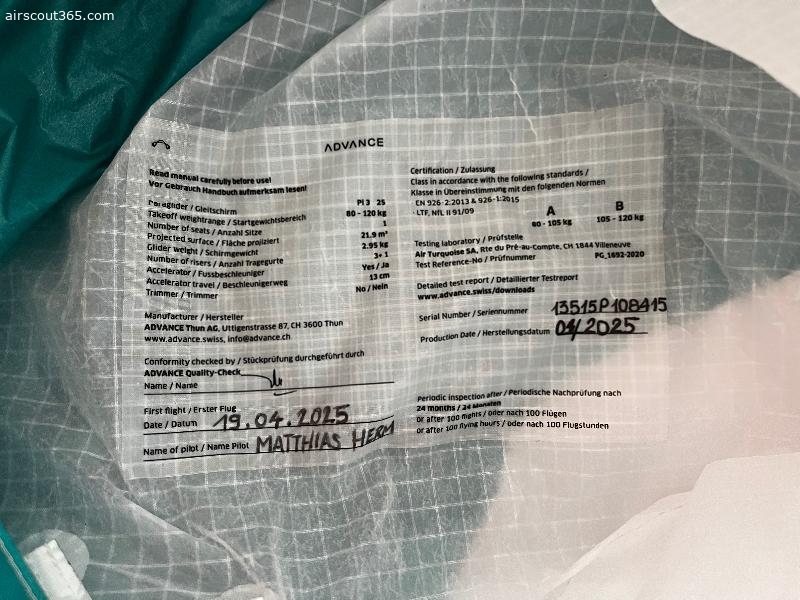 airscout365.com
ADVANCE
Read manual carefully before use!
Vor Gebrauch Handbuch aufmerksam lesen!
Paraglider / Gleitschirm PI 3 25
Takeoff weightrange / Startgewichtsbereich 80 - 120 kg
Number of seats / Anzahl Sitze 1
Projected surface / Fläche projiziert 21.9 m²
Glider weight / Schirmgewicht 2.95 kg
Number of risers / Anzahl Tragegurte 3+ 1
Accelerator / Fussbeschleuniger Yes / Ja
Accelerator travel / Beschleunigerweg 13 cm
Trimmer / Trimmer No / Nein
Manufacturer / Hersteller
ADVANCE Thun AG, Uttigenstrasse 87, CH 3600 Thun
www.advance.swiss, info@advance.ch
Conformity checked by / Stückprüfung durchgeführt durch
ADVANCE Quality-Check
Name / Name
First flight / Erster Flug
Date / Datum 19.04.2025
Name of pilot / Name Pilot MATTHIAS HERM
Certification / Zulassung
Class in accordance with the following standards /
Klasse in Übereinstimmung mit den folgenden Normen
EN 926-2:2013 & 926-1:2015
LTF, NfL II 91/09
A B
80 - 105 kg 105 - 120 kg
Testing laboratory / Prüfstelle
Air Turquoise SA, Rte du Pré-au-Compte, CH 1844 Villeneuve
Test Reference-No / Prüfnummer PG_1692-2020
Detailed test report / Detaillierter Testreport
www.advance.swiss/downloads
Serial Number / Seriennummer 13515P108415
Production Date / Herstellungsdatum 04/2025
Periodic inspection after / Periodische Nachprüfung nach
24 months / 24 Monaten
or after 100 flights / oder nach 100 Flügen
or after 100 flying hours / oder nach 100 Flugstunden